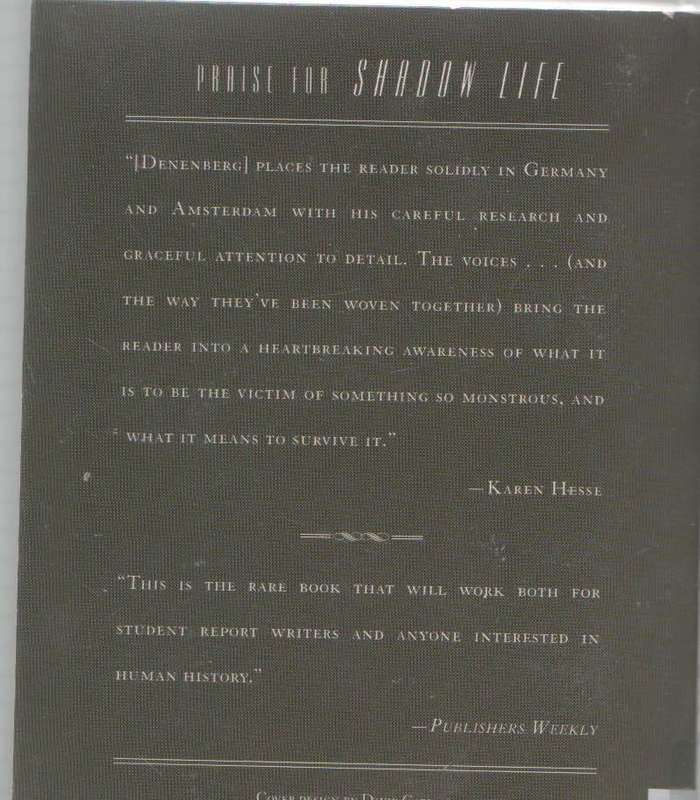 PRAISE FOR SHADOW LIFE
“[DENENBERG] PLACES THE READER SOLIDLY IN GERMANY
AND AMSTERDAM WITH HIS CAREFUL RESEARCH AND
GRACEFUL ATTENTION TO DETAIL. THE VOICES . . . (AND
THE WAY THEY'VE BEEN WOVEN TOGETHER) BRING THE
READER INTO A HEARTBREAKING AWARENESS OF WHAT IT
IS TO BE THE VICTIM OF SOMETHING SO MONSTROUS, AND
WHAT IT MEANS TO SURVIVE IT.”
—KAREN HESSE
“THIS IS THE RARE BOOK THAT WILL WORK BOTH FOR
STUDENT REPORT WRITERS AND ANYONE INTERESTED IN
HUMAN HISTORY.”
—PUBLISHERS WEEKLY
COVER DESIGN BY